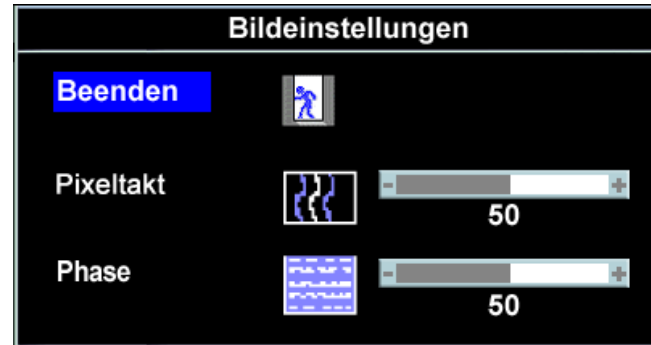 Bildeinstellungen
Beenden
Pixeltakt
- +
50
Phase
- +
50